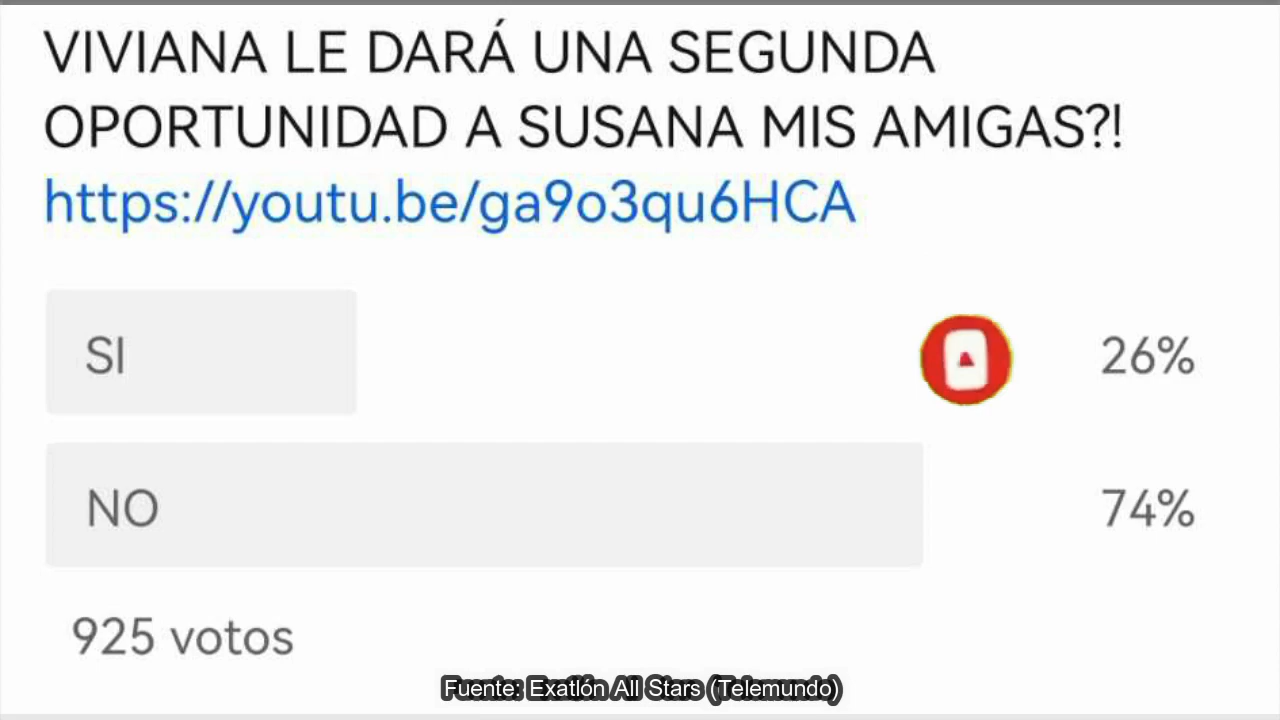 VIVIANA LE DARÁ UNA SEGUNDA
OPORTUNIDAD A SUSANA MIS AMIGAS?!
https://youtu.be/ga9o3qu6HCA
SI 26%
NO 74%
925 votos
Fuente: Exatlón All Stars (Telemundo)